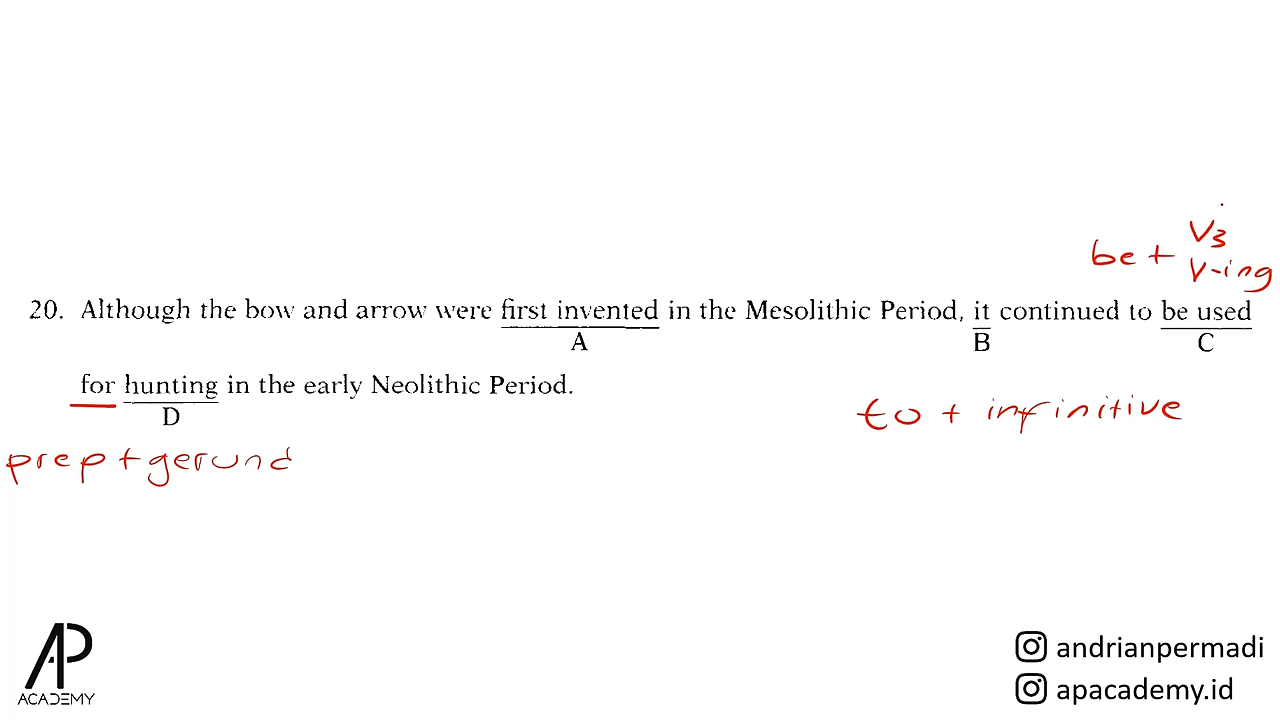 be + V3
V-ing
20. Although the bow and arrow were first invented in the Mesolithic Period, it continued to be used
A B C
for hunting in the early Neolithic Period.
D
to + infinitive
prep + gerund
AP
ACADEMY
andrianpermadi
apacademy.id